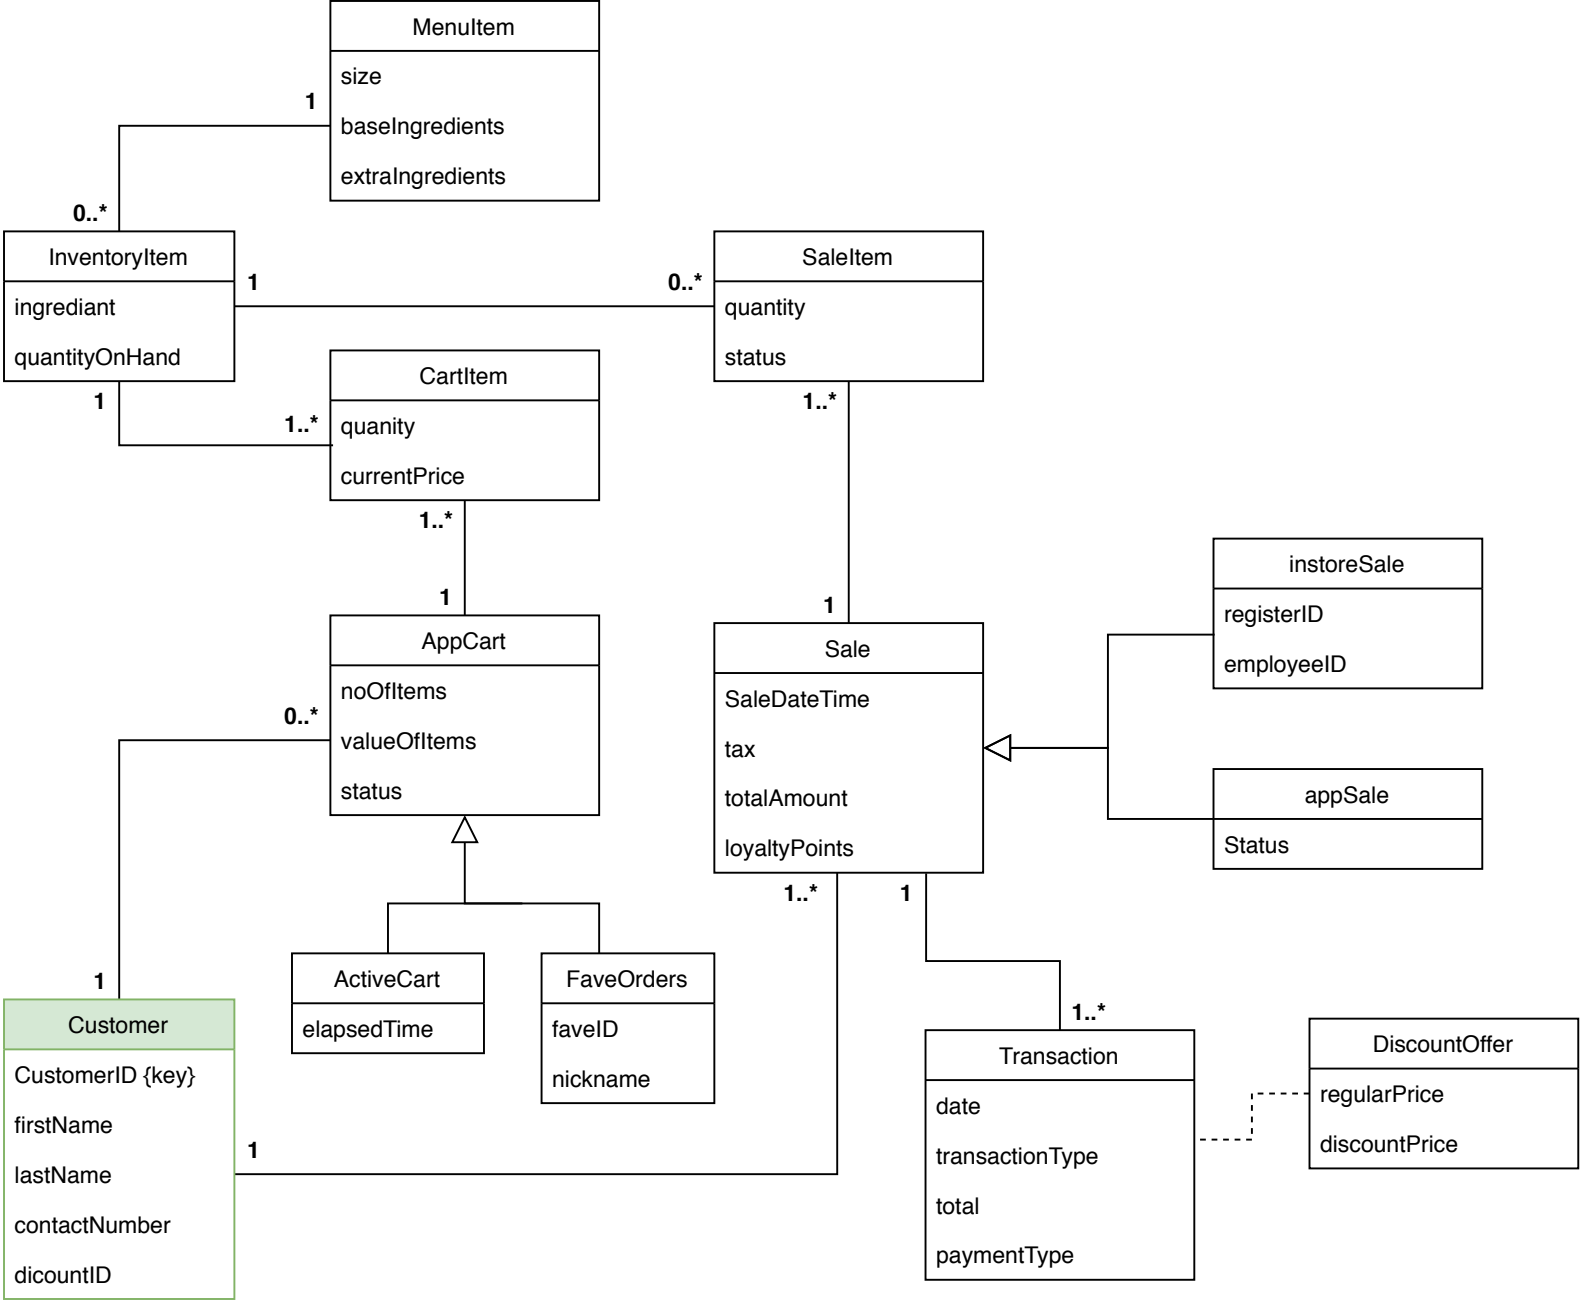 MenuItem
size
baseIngredients
extraIngredients
1
0..*
InventoryItem
ingrediant
quantityOnHand
1
0..*
SaleItem
quantity
status
1
1..*
CartItem
quanity
currentPrice
1..*
1..*
1
AppCart
noOfItems
valueOfItems
status
0..*
1
Sale
SaleDateTime
tax
totalAmount
loyaltyPoints
instoreSale
registerID
employeeID
appSale
Status
1..*
1
ActiveCart
elapsedTime
FaveOrders
faveID
nickname
1
Customer
CustomerID {key}
firstName
lastName
contactNumber
dicountID
1
1..*
Transaction
date
transactionType
total
paymentType
DiscountOffer
regularPrice
discountPrice